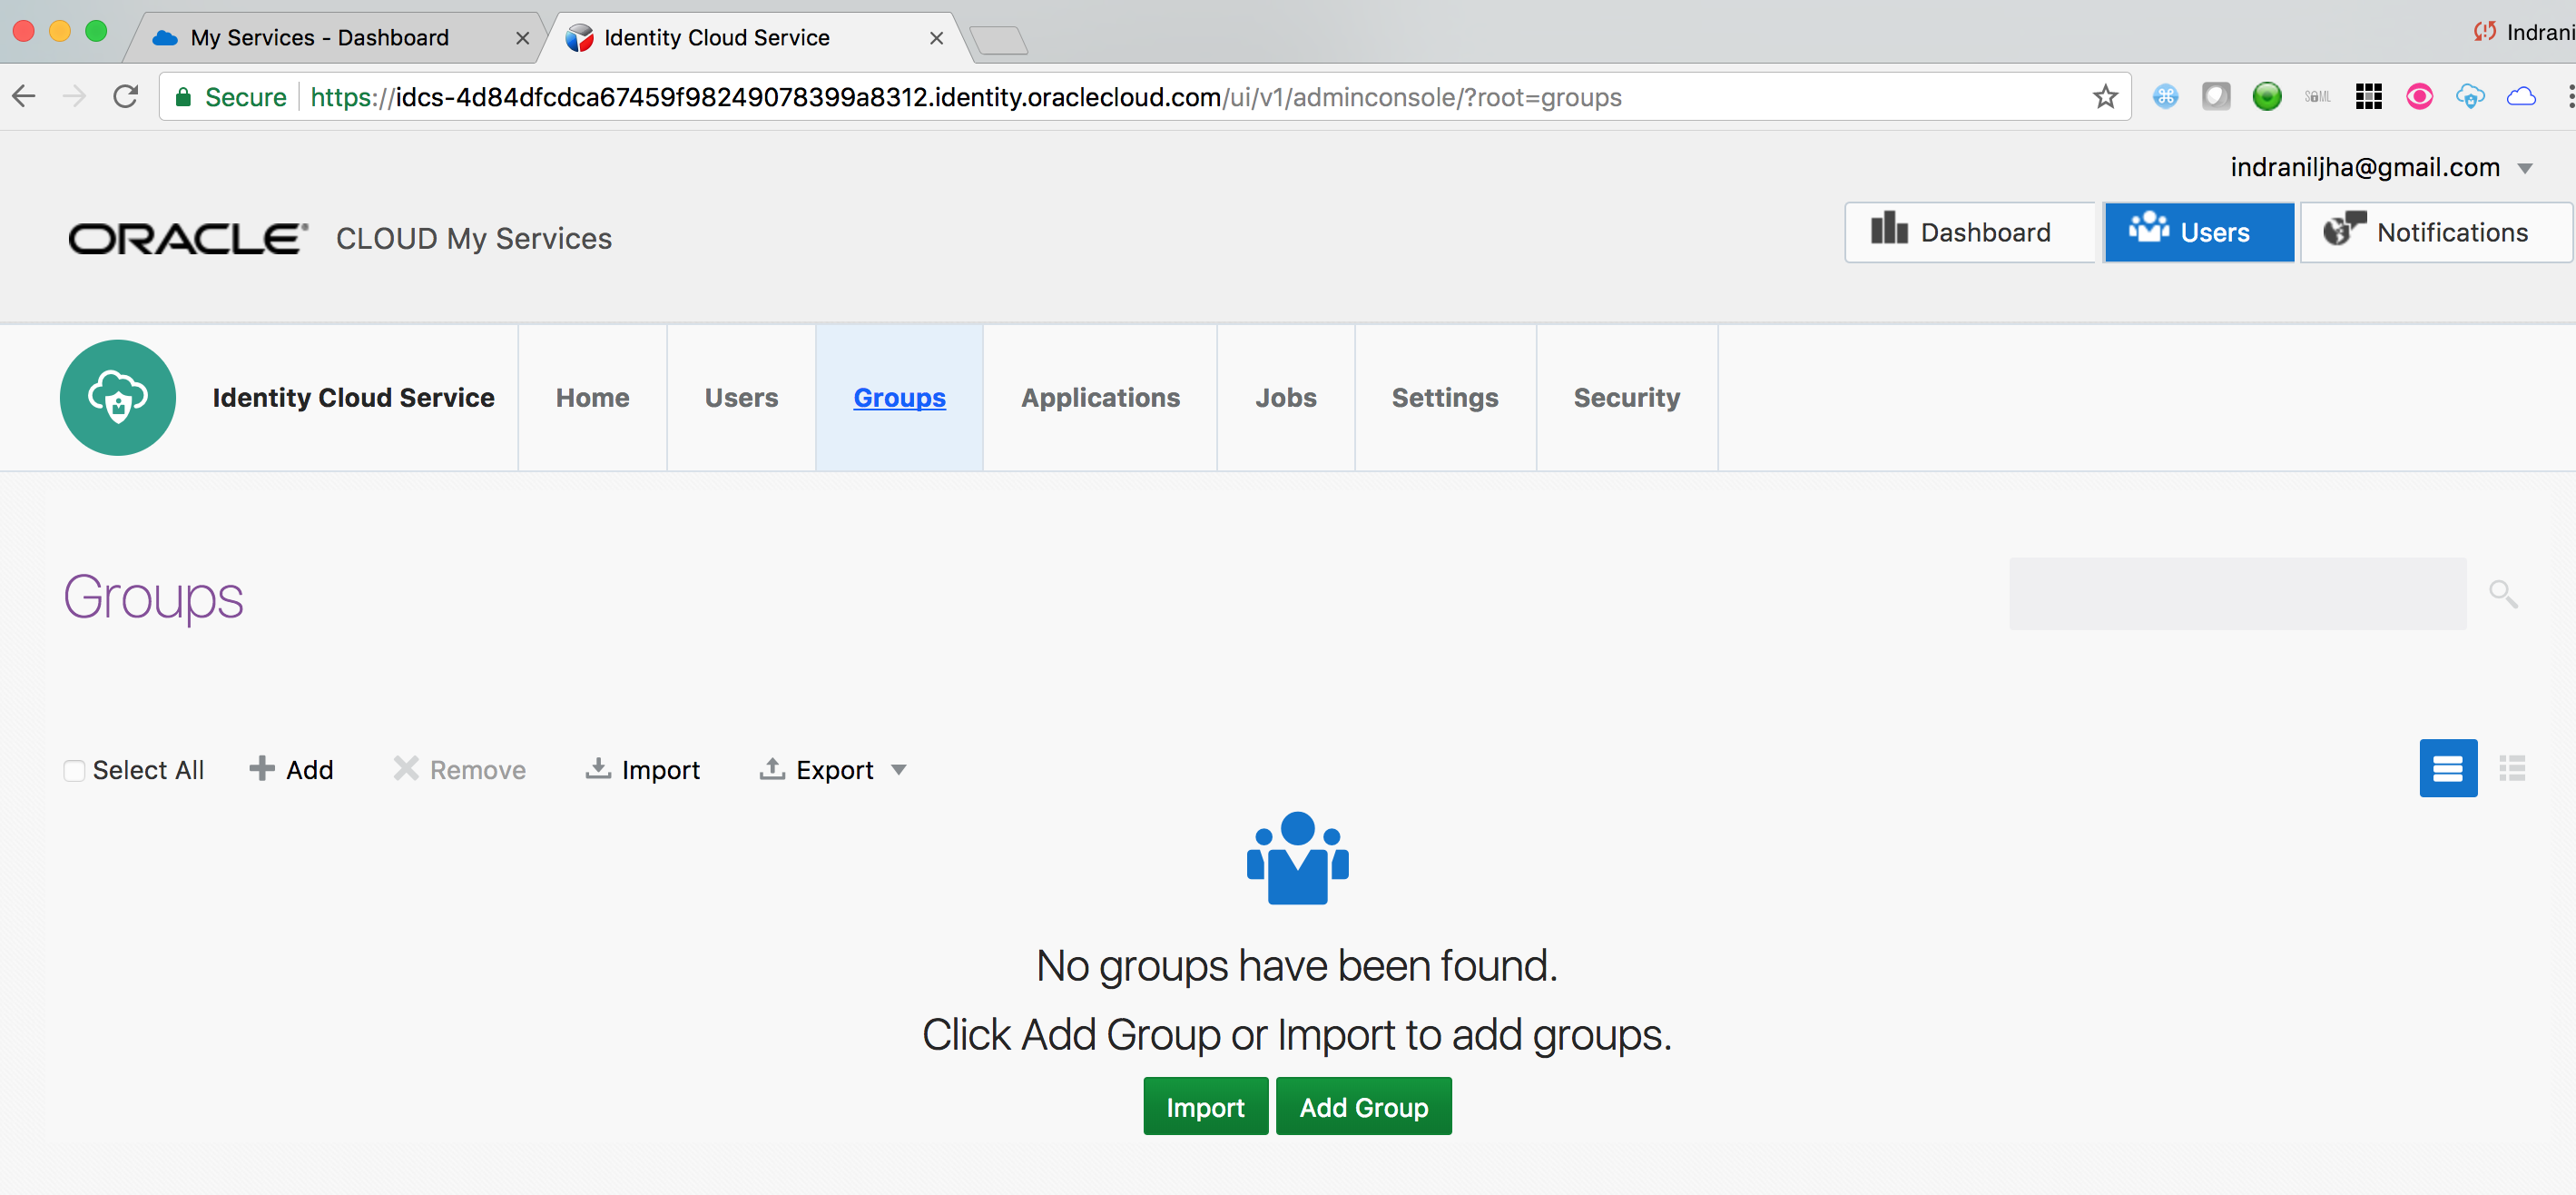 My Services - Dashboard
Identity Cloud Service
Indrani
Secure https://idcs-4d84dfcdca67459f98249078399a8312.identity.oraclecloud.com/ui/v1/adminconsole/?root=groups
SAML
indraniljha@gmail.com
ORACLE® CLOUD My Services
Dashboard
Users
Notifications
Identity Cloud Service
Home
Users
Groups
Applications
Jobs
Settings
Security
Groups
Select All
Add
Remove
Import
Export
No groups have been found.
Click Add Group or Import to add groups.
Import
Add Group